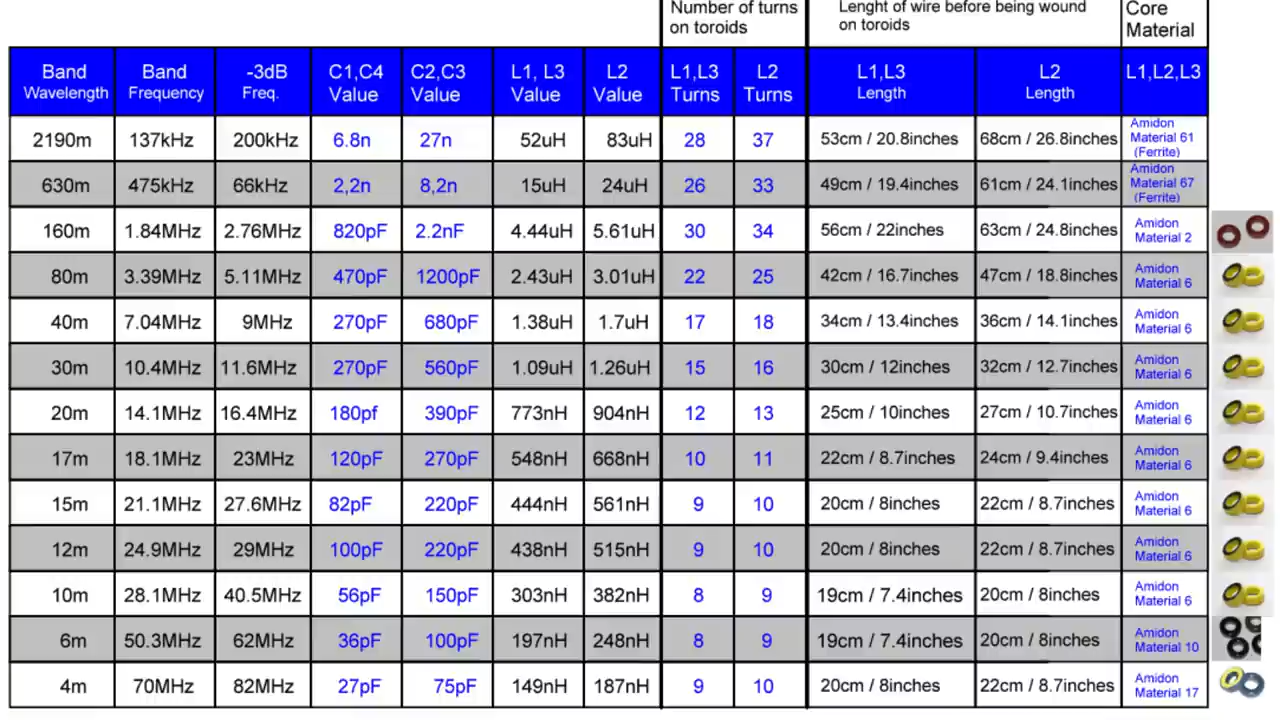 Number of turns
on toroids
Lenght of wire before being wound
on toroids
Core
Material
Band
Wavelength
Band
Frequency
-3dB
Freq.
C1,C4
Value
C2,C3
Value
L1, L3
Value
L2
Value
L1,L3
Turns
L2
Turns
L1,L3
Length
L2
Length
L1,L2,L3
2190m 137kHz 200kHz 6.8n 27n 52uH 83uH 28 37 53cm / 20.8inches 68cm / 26.8inches
Amidon
Material 61
(Ferrite)
630m 475kHz 66kHz 2,2n 8,2n 15uH 24uH 26 33 49cm / 19.4inches 61cm / 24.1inches
Amidon
Material 67
(Ferrite)
160m 1.84MHz 2.76MHz 820pF 2.2nF 4.44uH 5.61uH 30 34 56cm / 22inches 63cm / 24.8inches
Amidon
Material 2
80m 3.39MHz 5.11MHz 470pF 1200pF 2.43uH 3.01uH 22 25 42cm / 16.7inches 47cm / 18.8inches
Amidon
Material 6
40m 7.04MHz 9MHz 270pF 680pF 1.38uH 1.7uH 17 18 34cm / 13.4inches 36cm / 14.1inches
Amidon
Material 6
30m 10.4MHz 11.6MHz 270pF 560pF 1.09uH 1.26uH 15 16 30cm / 12inches 32cm / 12.7inches
Amidon
Material 6
20m 14.1MHz 16.4MHz 180pf 390pF 773nH 904nH 12 13 25cm / 10inches 27cm / 10.7inches
Amidon
Material 6
17m 18.1MHz 23MHz 120pF 270pF 548nH 668nH 10 11 22cm / 8.7inches 24cm / 9.4inches
Amidon
Material 6
15m 21.1MHz 27.6MHz 82pF 220pF 444nH 561nH 9 10 20cm / 8inches 22cm / 8.7inches
Amidon
Material 6
12m 24.9MHz 29MHz 100pF 220pF 438nH 515nH 9 10 20cm / 8inches 22cm / 8.7inches
Amidon
Material 6
10m 28.1MHz 40.5MHz 56pF 150pF 303nH 382nH 8 9 19cm / 7.4inches 20cm / 8inches
Amidon
Material 6
6m 50.3MHz 62MHz 36pF 100pF 197nH 248nH 8 9 19cm / 7.4inches 20cm / 8inches
Amidon
Material 10
4m 70MHz 82MHz 27pF 75pF 149nH 187nH 9 10 20cm / 8inches 22cm / 8.7inches
Amidon
Material 17